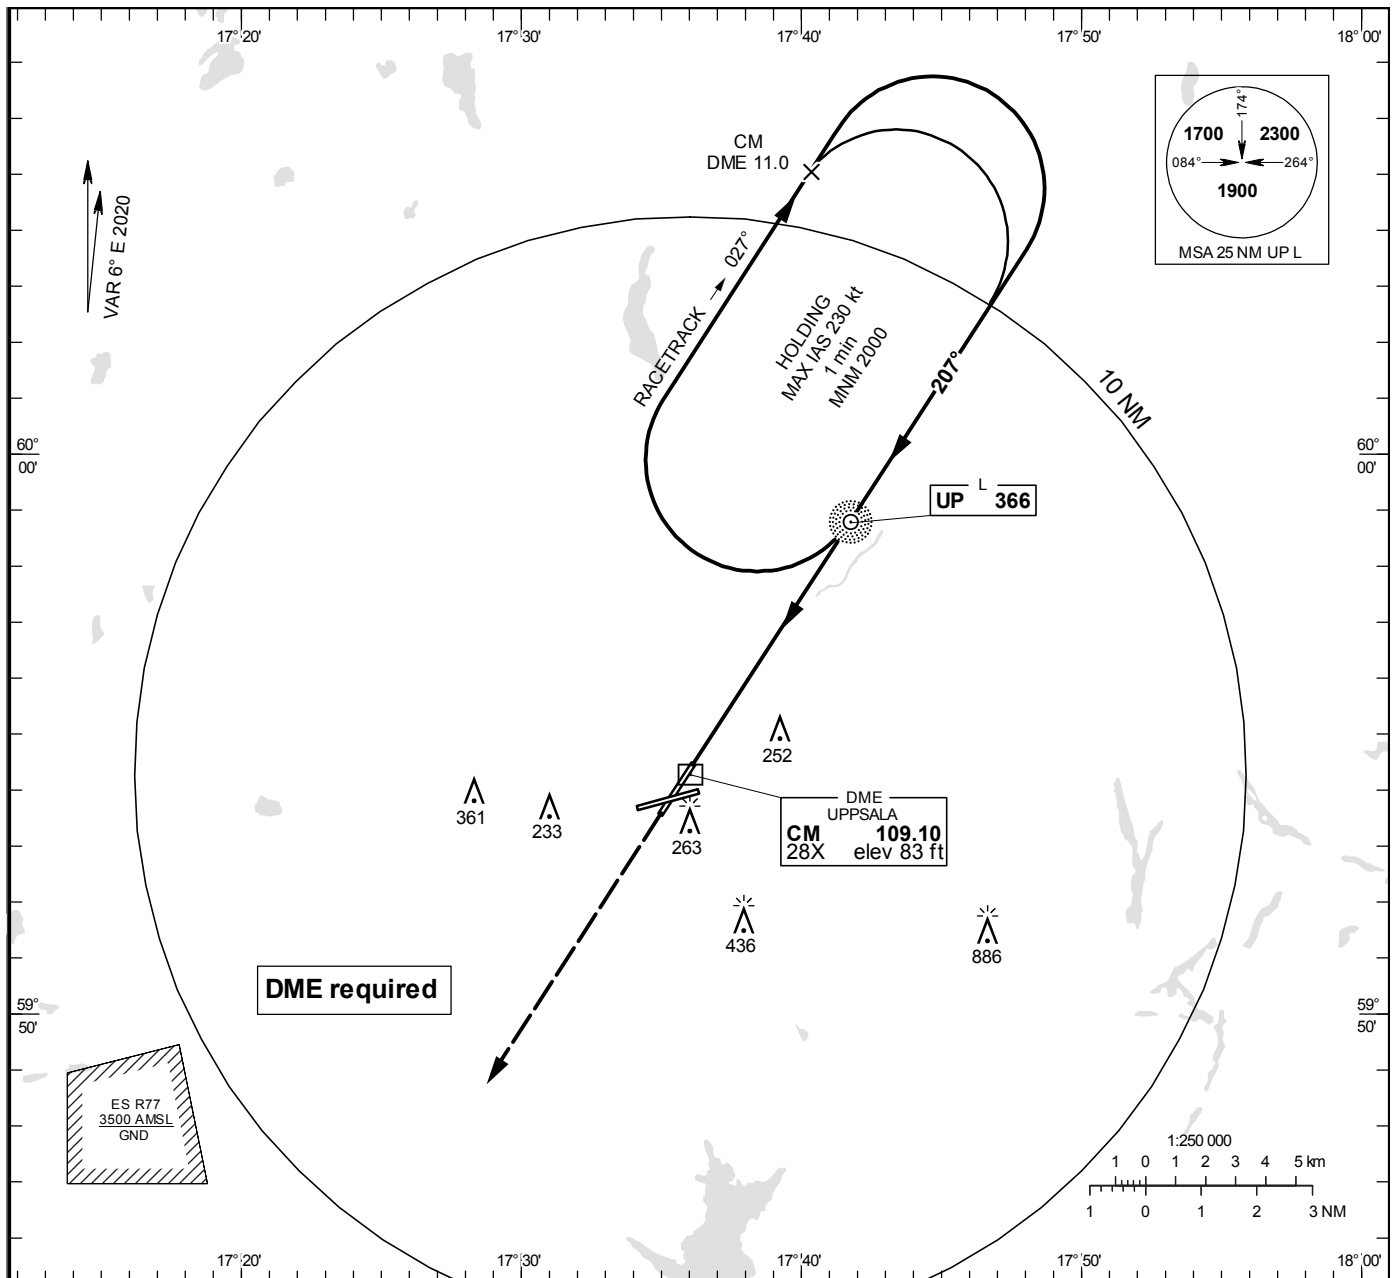 17°20' 17°30' 17°40' 17°50' 18°00'
VAR 6° E 2020
CM
DME 11.0
174°
1700 2300
084° 264°
1900
MSA 25 NM UP L
RACETRACK → 027°
HOLDING
MAX IAS 230 kt
1 min
MNM 2000
207°
10 NM
60°
00'
60°
00'
L
UP 366
252
361
233
263
DME
UPPSALA
CM 109.10
28X elev 83 ft
436
886
DME required
59°
50'
59°
50'
ES R77
3500 AMSL
GND
1:250 000
1 0 1 2 3 4 5 km
1 0 1 2 3 NM
17°20' 17°30' 17°40' 17°50' 18°00'